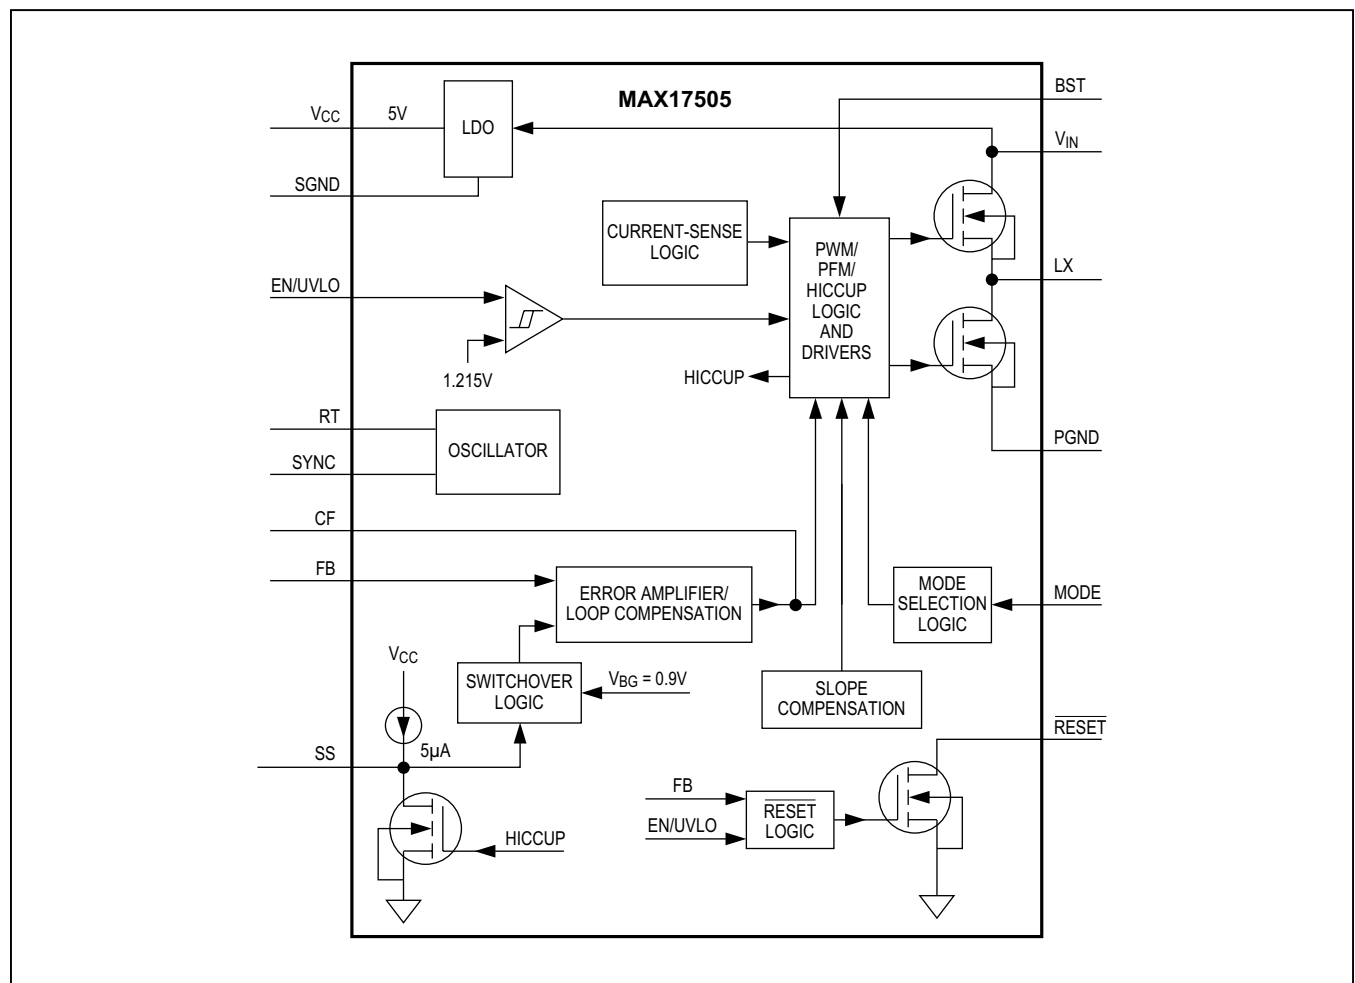 MAX17505
BST
VCC
5V
LDO
VIN
SGND
CURRENT-SENSE
LOGIC
PWM/
PFM/
HICCUP
LOGIC
AND
DRIVERS
LX
EN/UVLO
1.215V
HICCUP
RT
OSCILLATOR
SYNC
PGND
CF
FB
ERROR AMPLIFIER/
LOOP COMPENSATION
MODE
SELECTION
LOGIC
MODE
VCC
SWITCHOVER
LOGIC
VBG = 0.9V
SLOPE
COMPENSATION
RESET
SS
5µA
FB
RESET
LOGIC
EN/UVLO
HICCUP